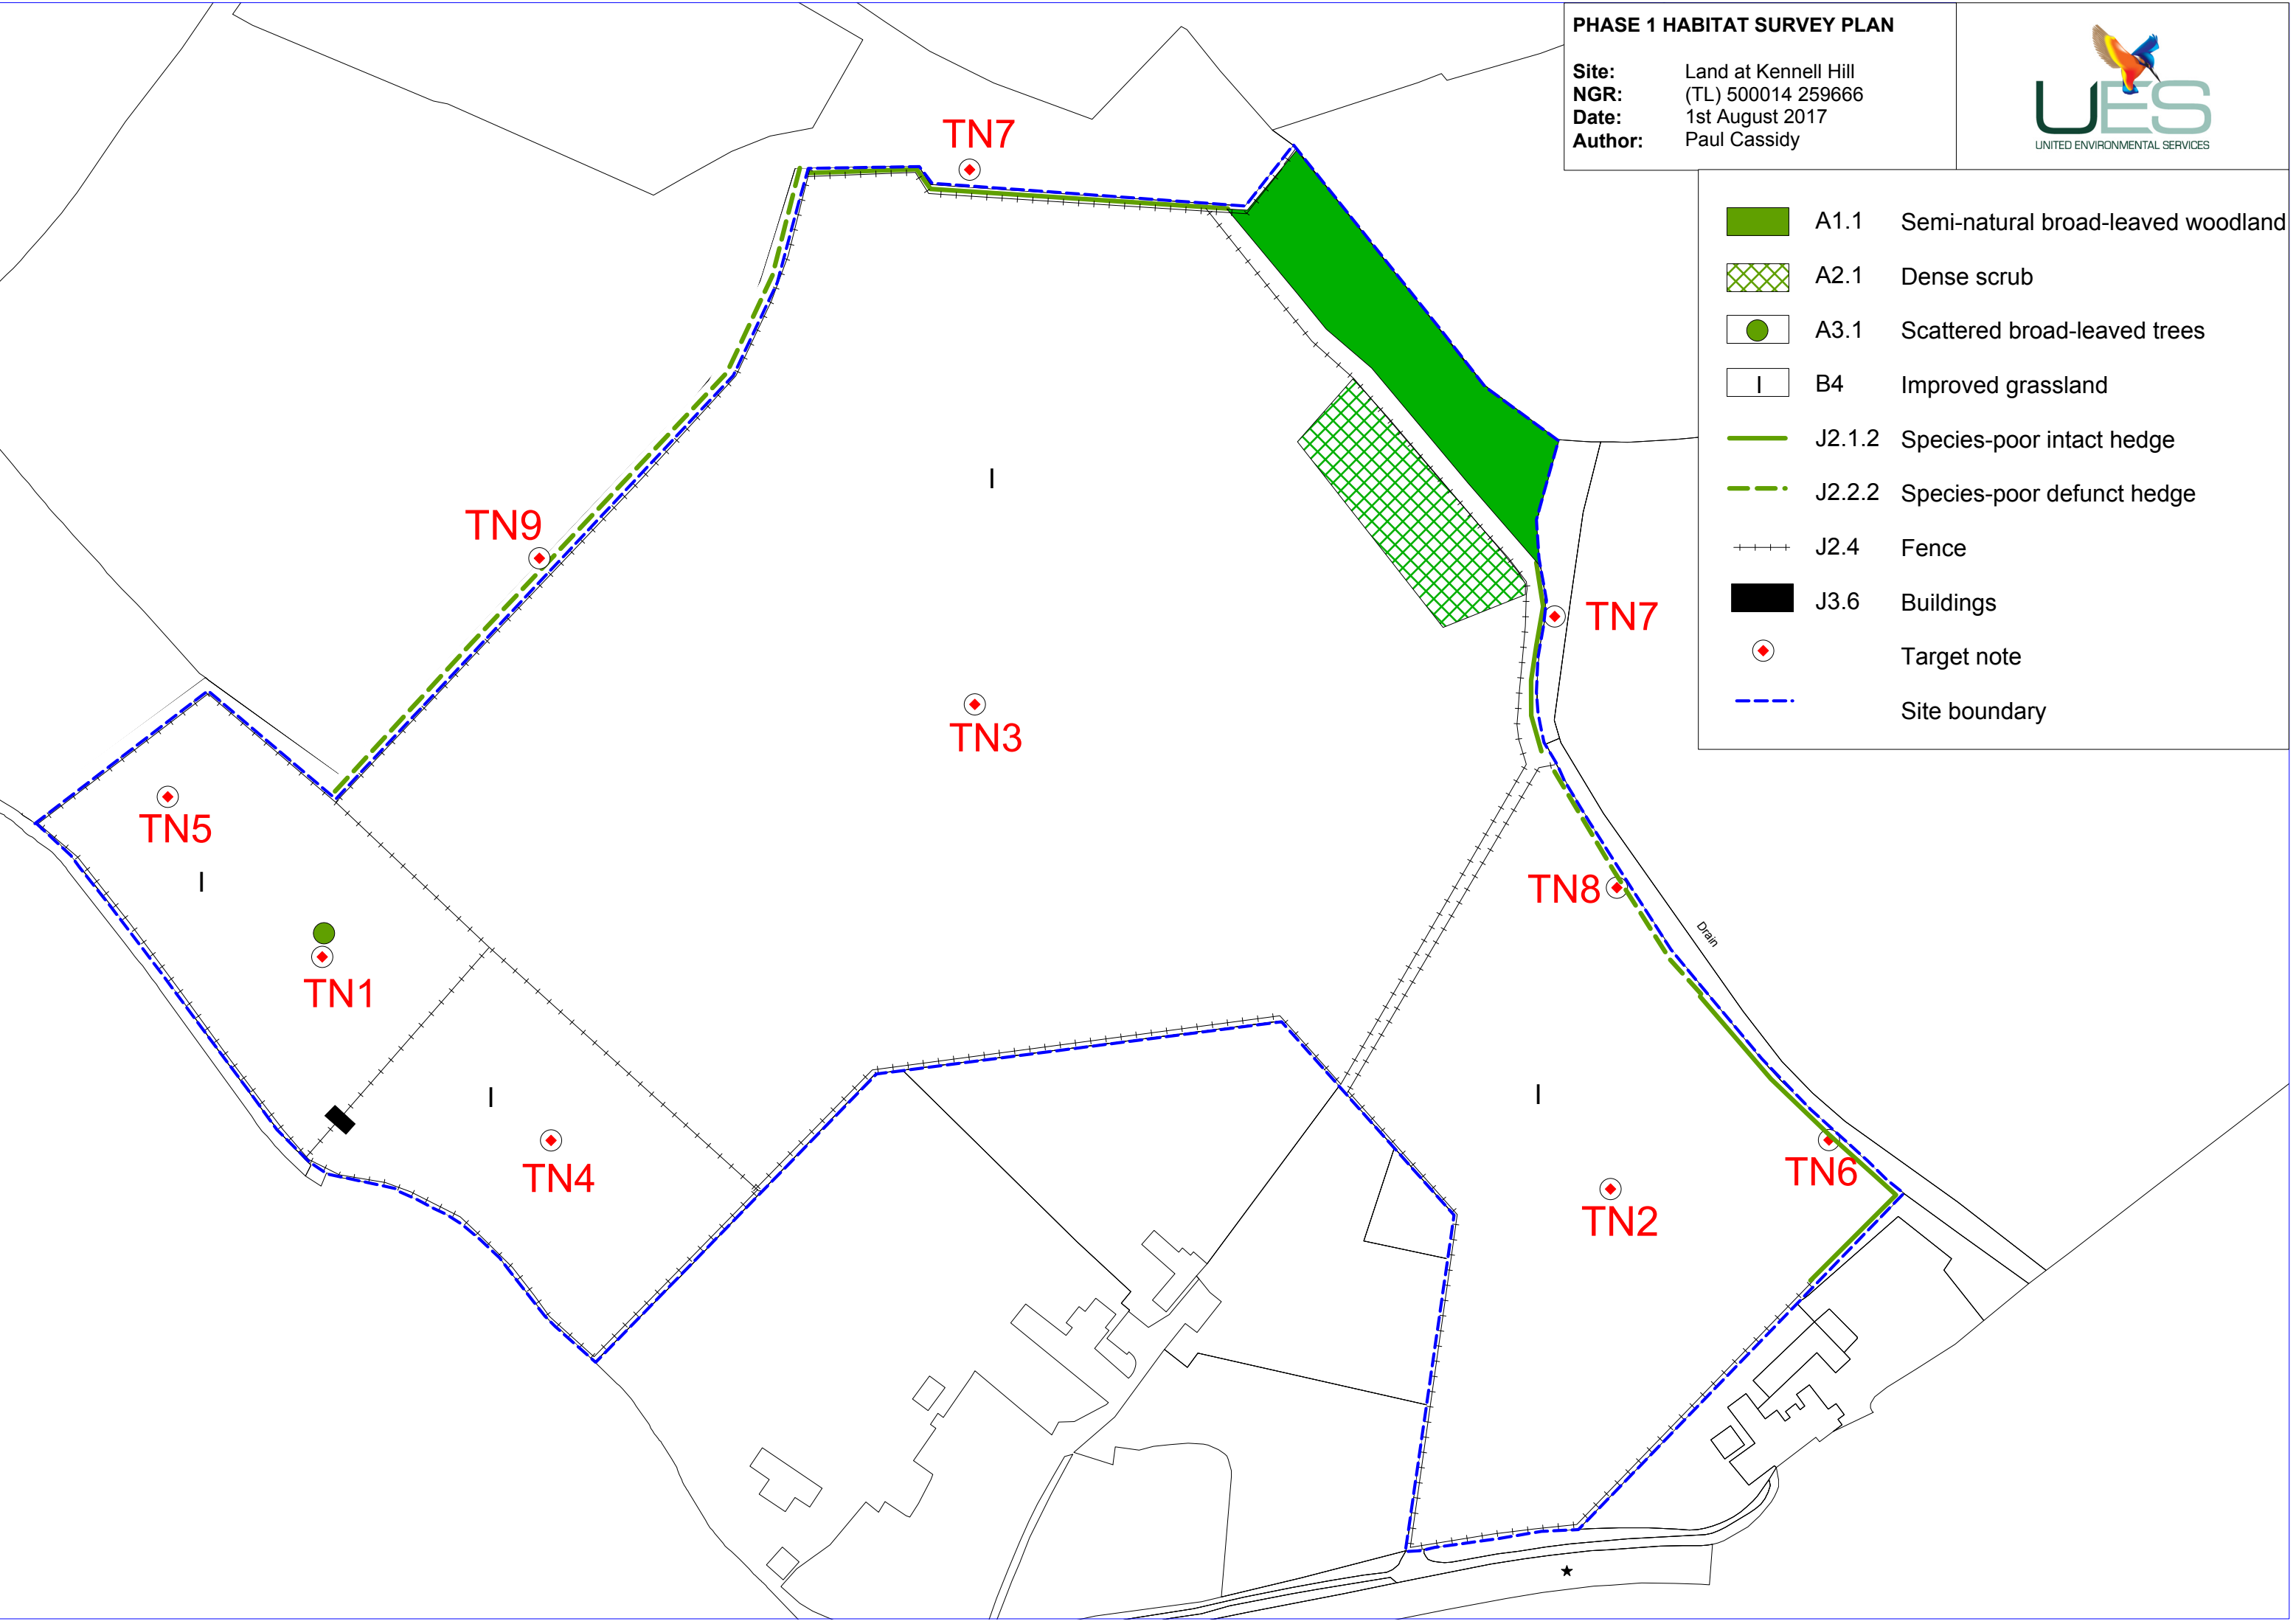 PHASE 1 HABITAT SURVEY PLAN
Site: Land at Kennell Hill
NGR: (TL) 500014 259666
Date: 1st August 2017
Author: Paul Cassidy
UES
UNITED ENVIRONMENTAL SERVICES
A1.1 Semi-natural broad-leaved woodland
A2.1 Dense scrub
A3.1 Scattered broad-leaved trees
I B4 Improved grassland
J2.1.2 Species-poor intact hedge
J2.2.2 Species-poor defunct hedge
J2.4 Fence
J3.6 Buildings
Target note
Site boundary
TN7
I
TN9
TN7
TN3
TN5
I
TN8
Drain
TN1
I
I
TN4
TN6
TN2